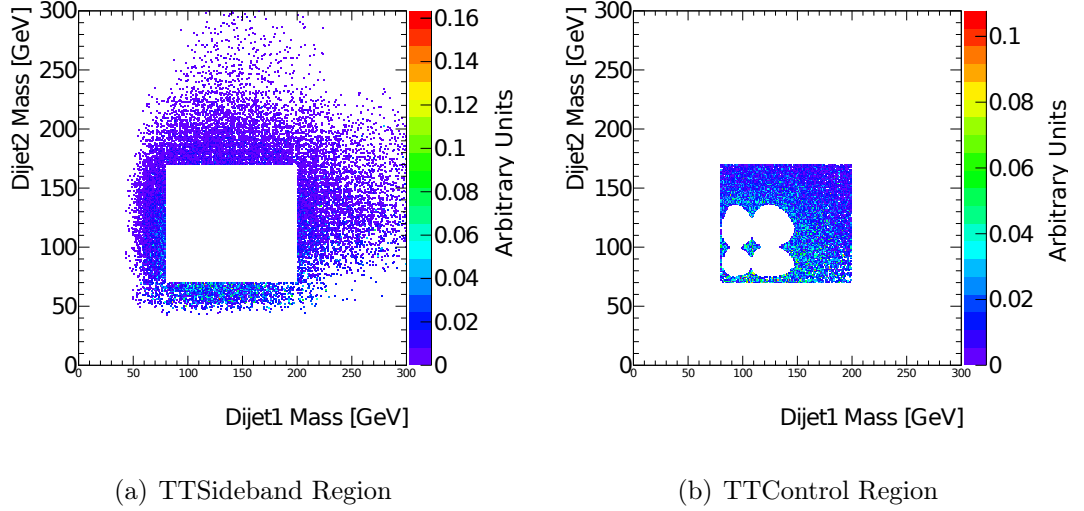 Dijet2 Mass [GeV]
300
250
200
150
100
50
0
0 50 100 150 200 250 300
Dijet1 Mass [GeV]
0.16
0.14
0.12
0.1
0.08
0.06
0.04
0.02
0
Arbitrary Units
(a) TTSideband Region
Dijet2 Mass [GeV]
300
250
200
150
100
50
0
0 50 100 150 200 250 300
Dijet1 Mass [GeV]
0.1
0.08
0.06
0.04
0.02
0
Arbitrary Units
(b) TTControl Region